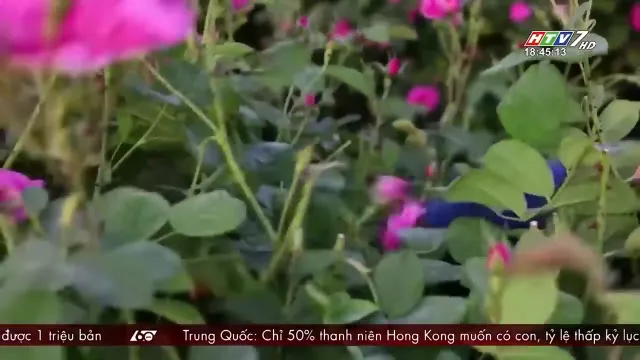 HTV7 HD
18:45:13
được 1 triệu bản 60 Trung Quốc: Chỉ 50% thanh niên Hong Kong muốn có con, tỷ lệ thấp kỷ lục